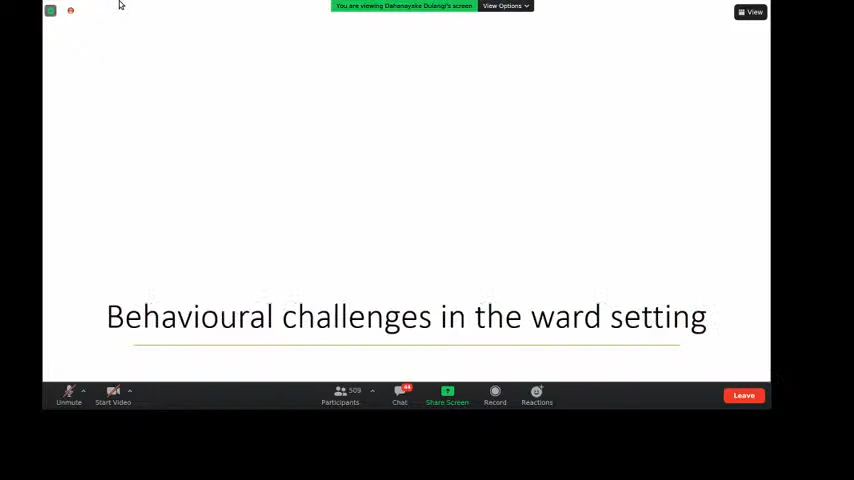 You are viewing Dahanayake Dulangi's screen
View Options
View
Behavioural challenges in the ward setting
Unmute
Start Video
509
Participants
44
Chat
Share Screen
Record
Reactions
Leave